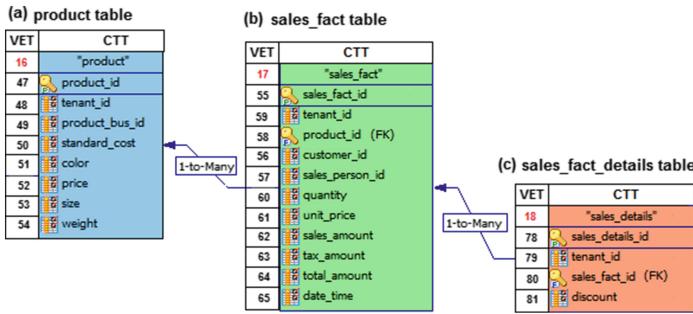 (a) product table
VET CTT
16 "product"
47 product_id
48 tenant_id
49 product_bus_id
50 standard_cost
51 color
52 price
53 size
54 weight
1-to-Many
(b) sales_fact table
VET CTT
17 "sales_fact"
55 sales_fact_id
59 tenant_id
58 product_id (FK)
56 customer_id
57 sales_person_id
60 quantity
61 unit_price
62 sales_amount
63 tax_amount
64 total_amount
65 date_time
1-to-Many
(c) sales_fact_details table
VET CTT
18 "sales_details"
78 sales_details_id
79 tenant_id
80 sales_fact_id (FK)
81 discount